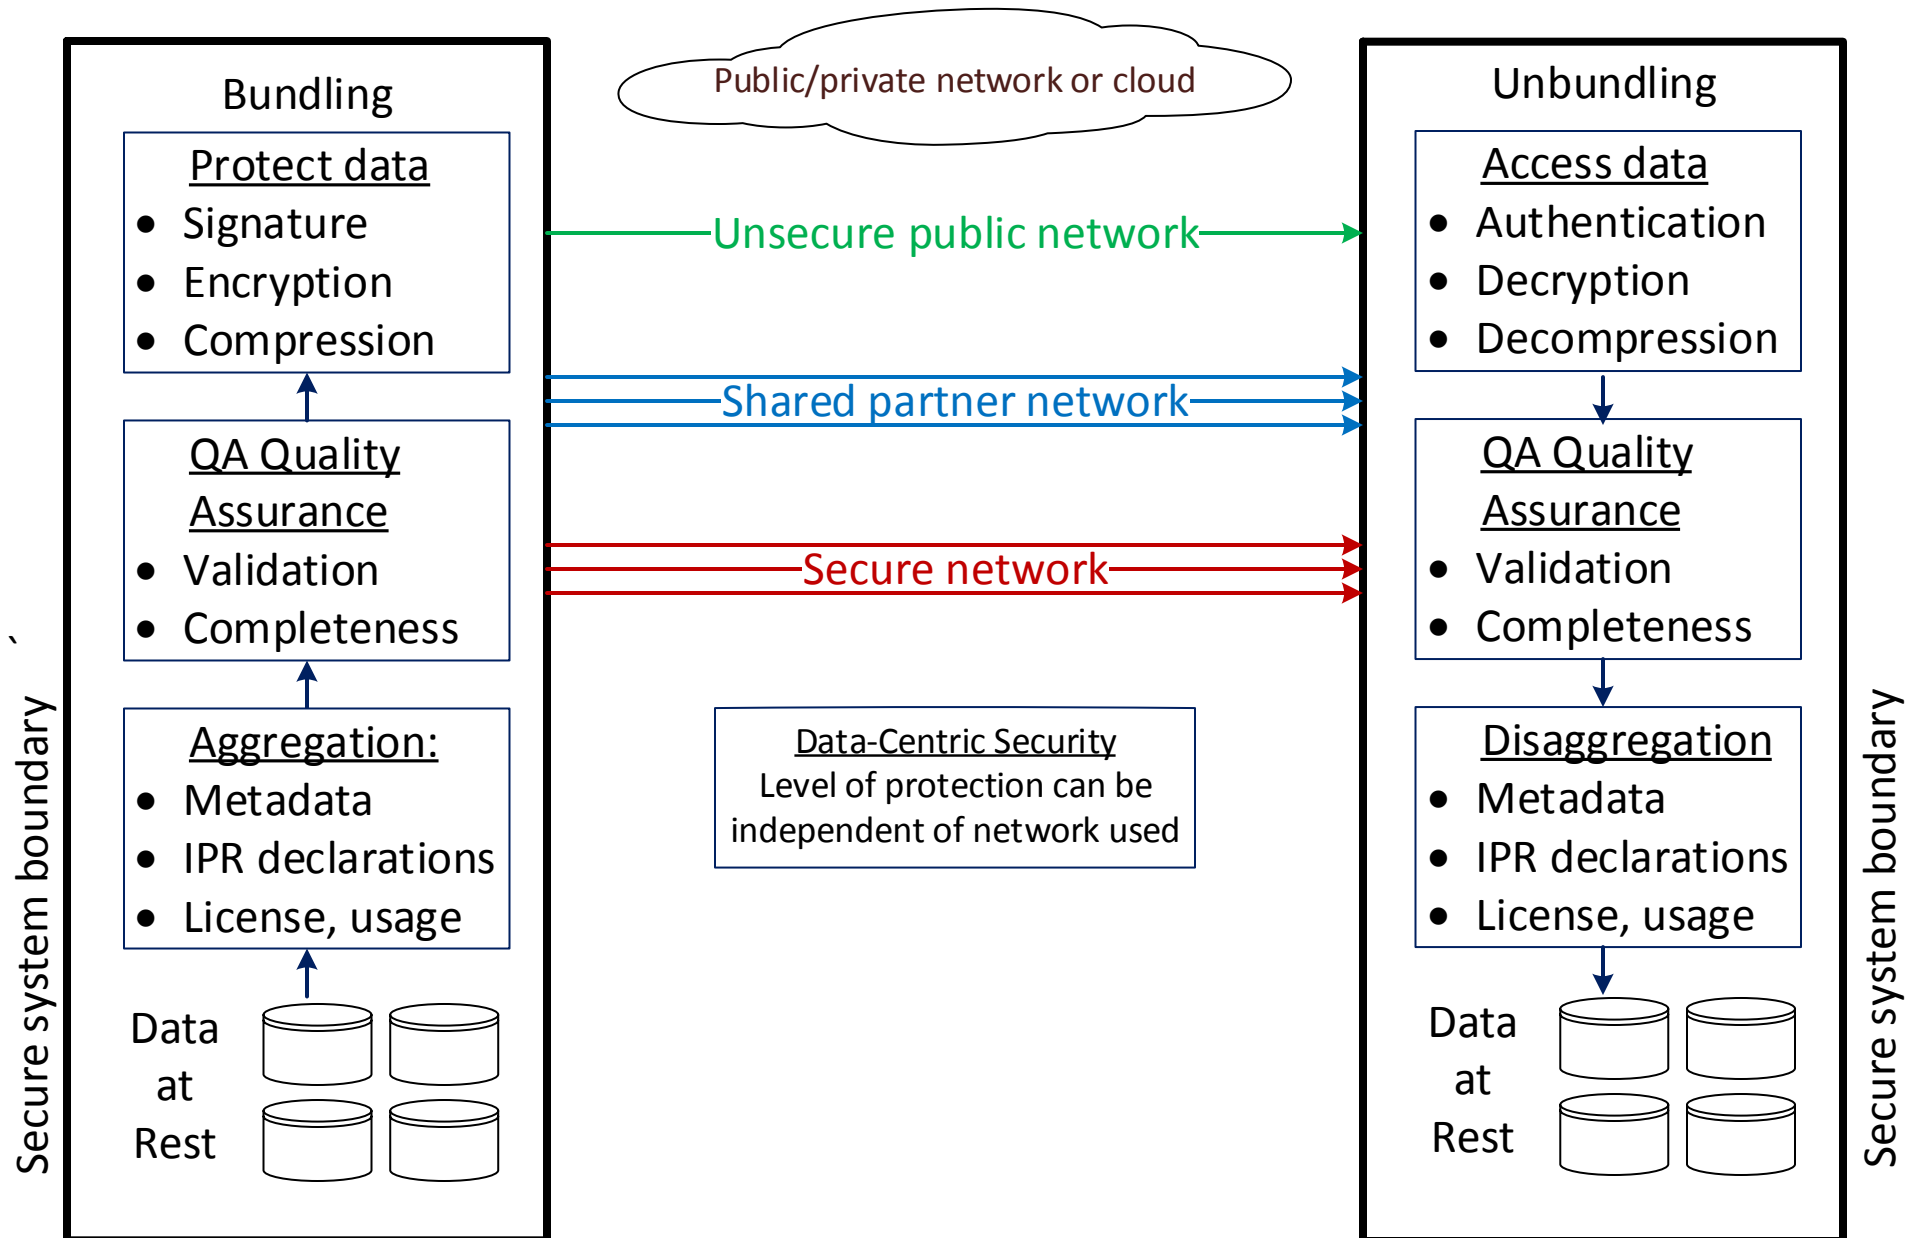 Public/private network or cloud
Bundling
Protect data
• Signature
• Encryption
• Compression
QA Quality
Assurance
• Validation
• Completeness
Aggregation:
• Metadata
• IPR declarations
• License, usage
Data
at
Rest
Secure system boundary `
Unsecure public network
Shared partner network
Secure network
Data-Centric Security
Level of protection can be
independent of network used
Unbundling
Access data
• Authentication
• Decryption
• Decompression
QA Quality
Assurance
• Validation
• Completeness
Disaggregation
• Metadata
• IPR declarations
• License, usage
Data
at
Rest
Secure system boundary